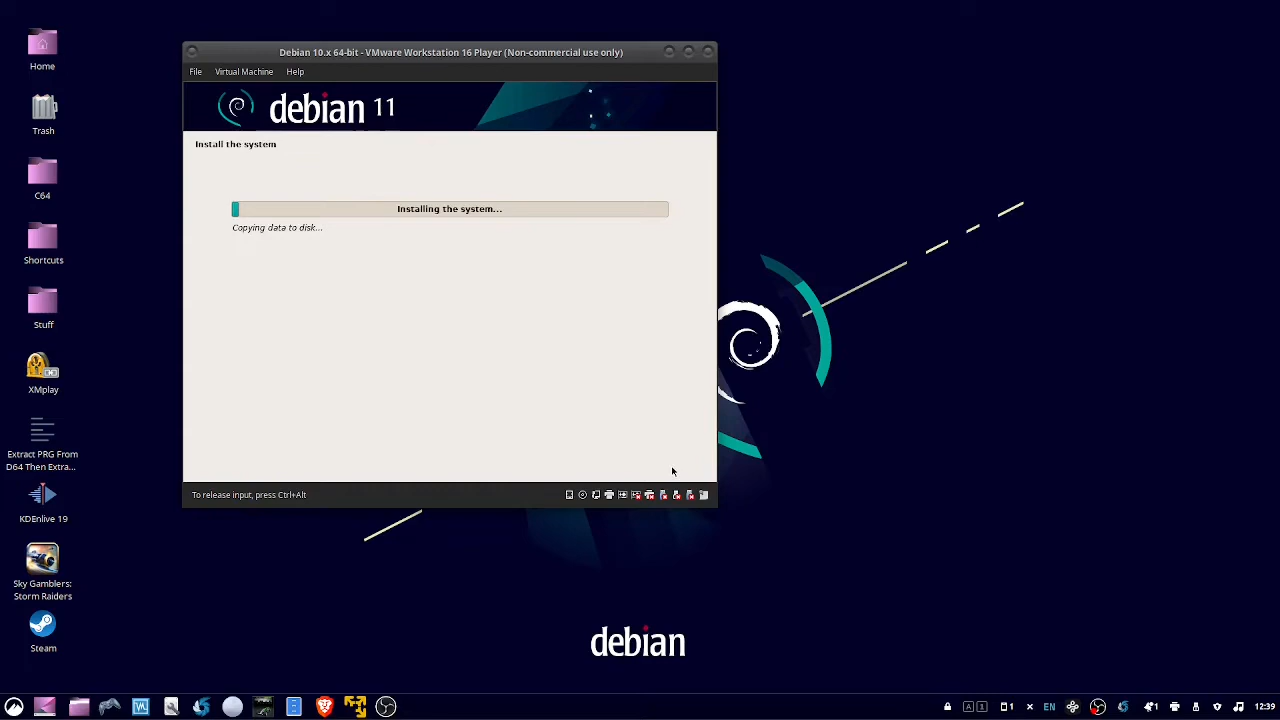 Home
Trash
C64
Shortcuts
Stuff
XMplay
Extract PRG From
D64 Then Extra...
KDEnlive 19
Sky Gamblers:
Storm Raiders
Steam
Debian 10.x 64-bit - VMware Workstation 16 Player (Non-commercial use only)
File Virtual Machine Help
debian 11
Install the system
Installing the system...
Copying data to disk...
To release input, press Ctrl+Alt
debian
A 1 1 EN 1 12:39